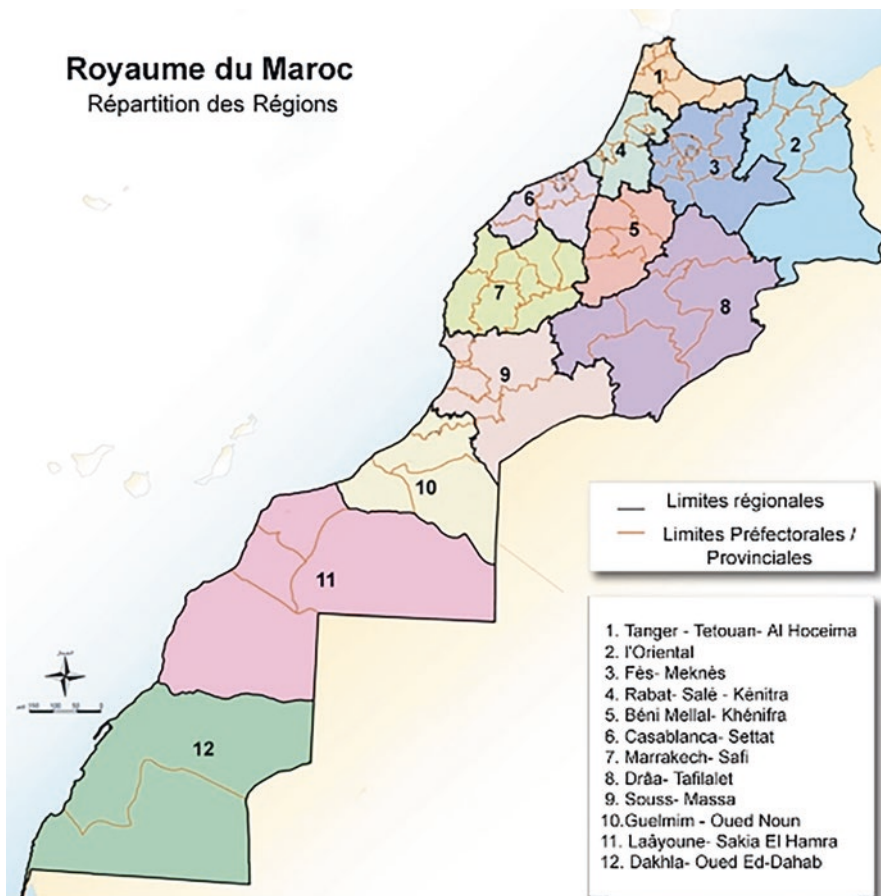 Royaume du Maroc
Répartition des Régions
1
2
3
4
5
6
7
8
9
10
11
12
Limites régionales
Limites Préfectorales /
Provinciales
1. Tanger - Tetouan- Al Hoceima
2. l'Oriental
3. Fès- Meknès
4. Rabat- Salé - Kénitra
5. Béni Mellal- Khénifra
6. Casablanca- Settat
7. Marrakech- Safi
8. Drâa- Tafilalet
9. Souss- Massa
10.Guelmim - Oued Noun
11. Laâyoune- Sakia El Hamra
12. Dakhla- Oued Ed-Dahab